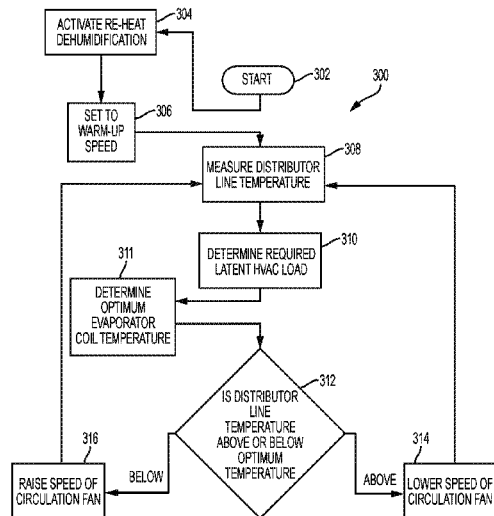 304
ACTIVATE RE-HEAT
DEHUMIDIFICATION
START
302
300
SET TO
WARM-UP
SPEED
306
308
MEASURE DISTRIBUTOR
LINE TEMPERATURE
310
DETERMINE REQUIRED
LATENT HVAC LOAD
311
DETERMINE
OPTIMUM
EVAPORATOR
COIL TEMPERATURE
312
IS DISTRIBUTOR
LINE
TEMPERATURE
ABOVE OR BELOW
OPTIMUM
TEMPERATURE
316
RAISE SPEED OF
CIRCULATION FAN
BELOW
ABOVE
314
LOWER SPEED OF
CIRCULATION FAN